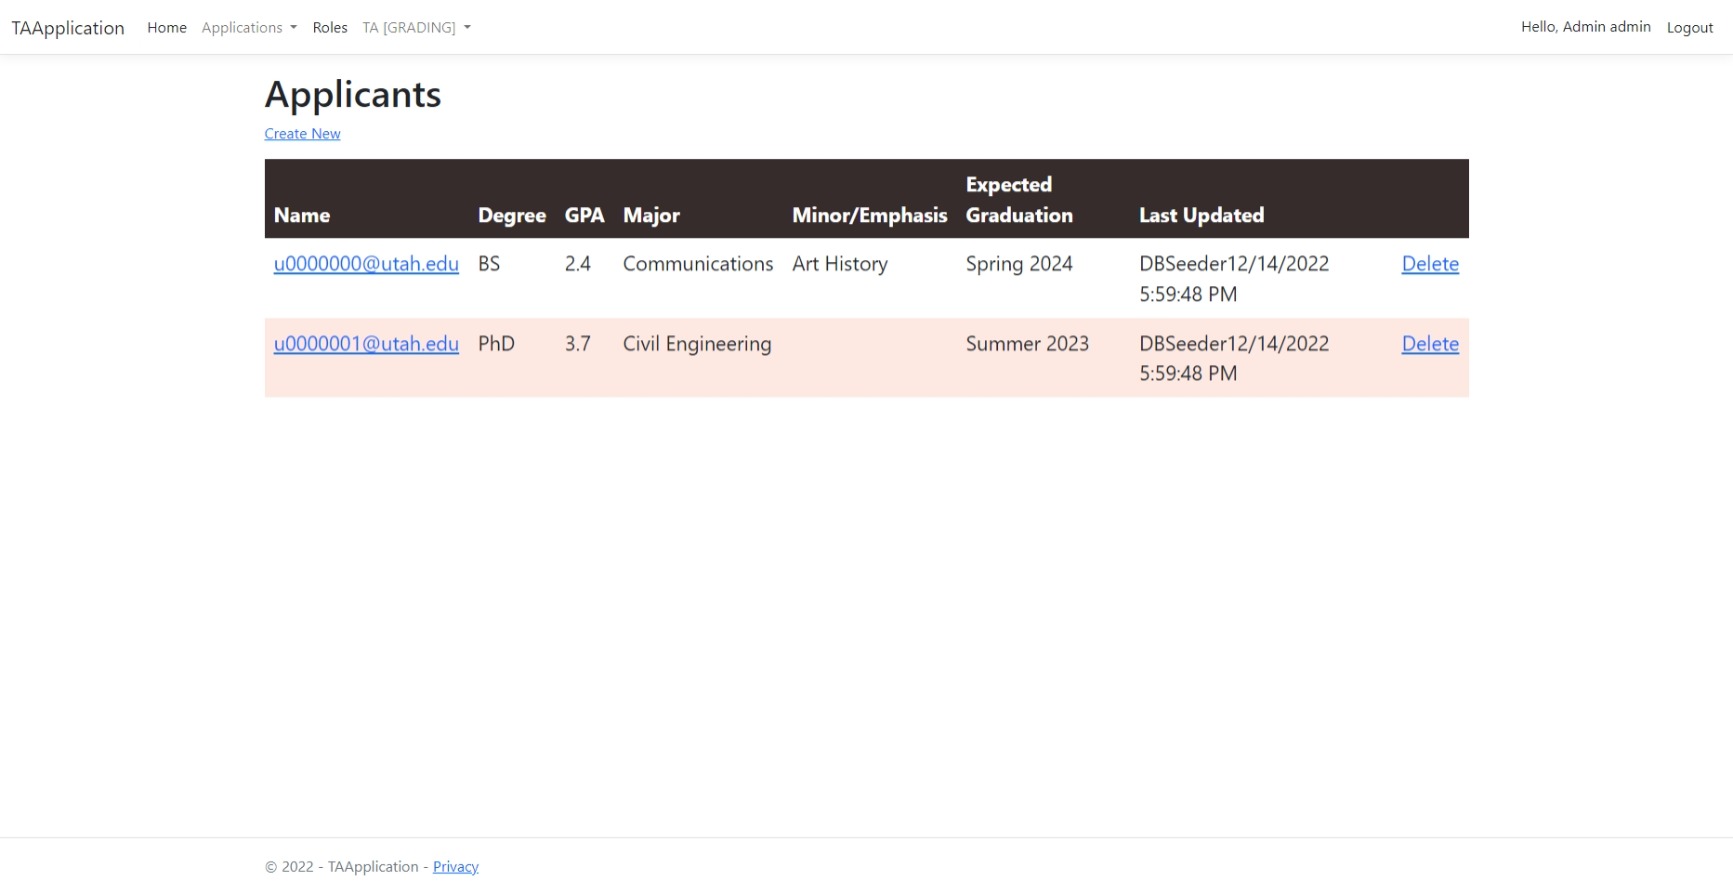 TAApplication Home Applications Roles TA [GRADING] Hello, Admin admin Logout
Applicants
Create New
Name Degree GPA Major Minor/Emphasis Expected Graduation Last Updated
u0000000@utah.edu BS 2.4 Communications Art History Spring 2024 DBSeeder12/14/2022 Delete
5:59:48 PM
u0000001@utah.edu PhD 3.7 Civil Engineering Summer 2023 DBSeeder12/14/2022 Delete
5:59:48 PM
© 2022 - TAApplication - Privacy